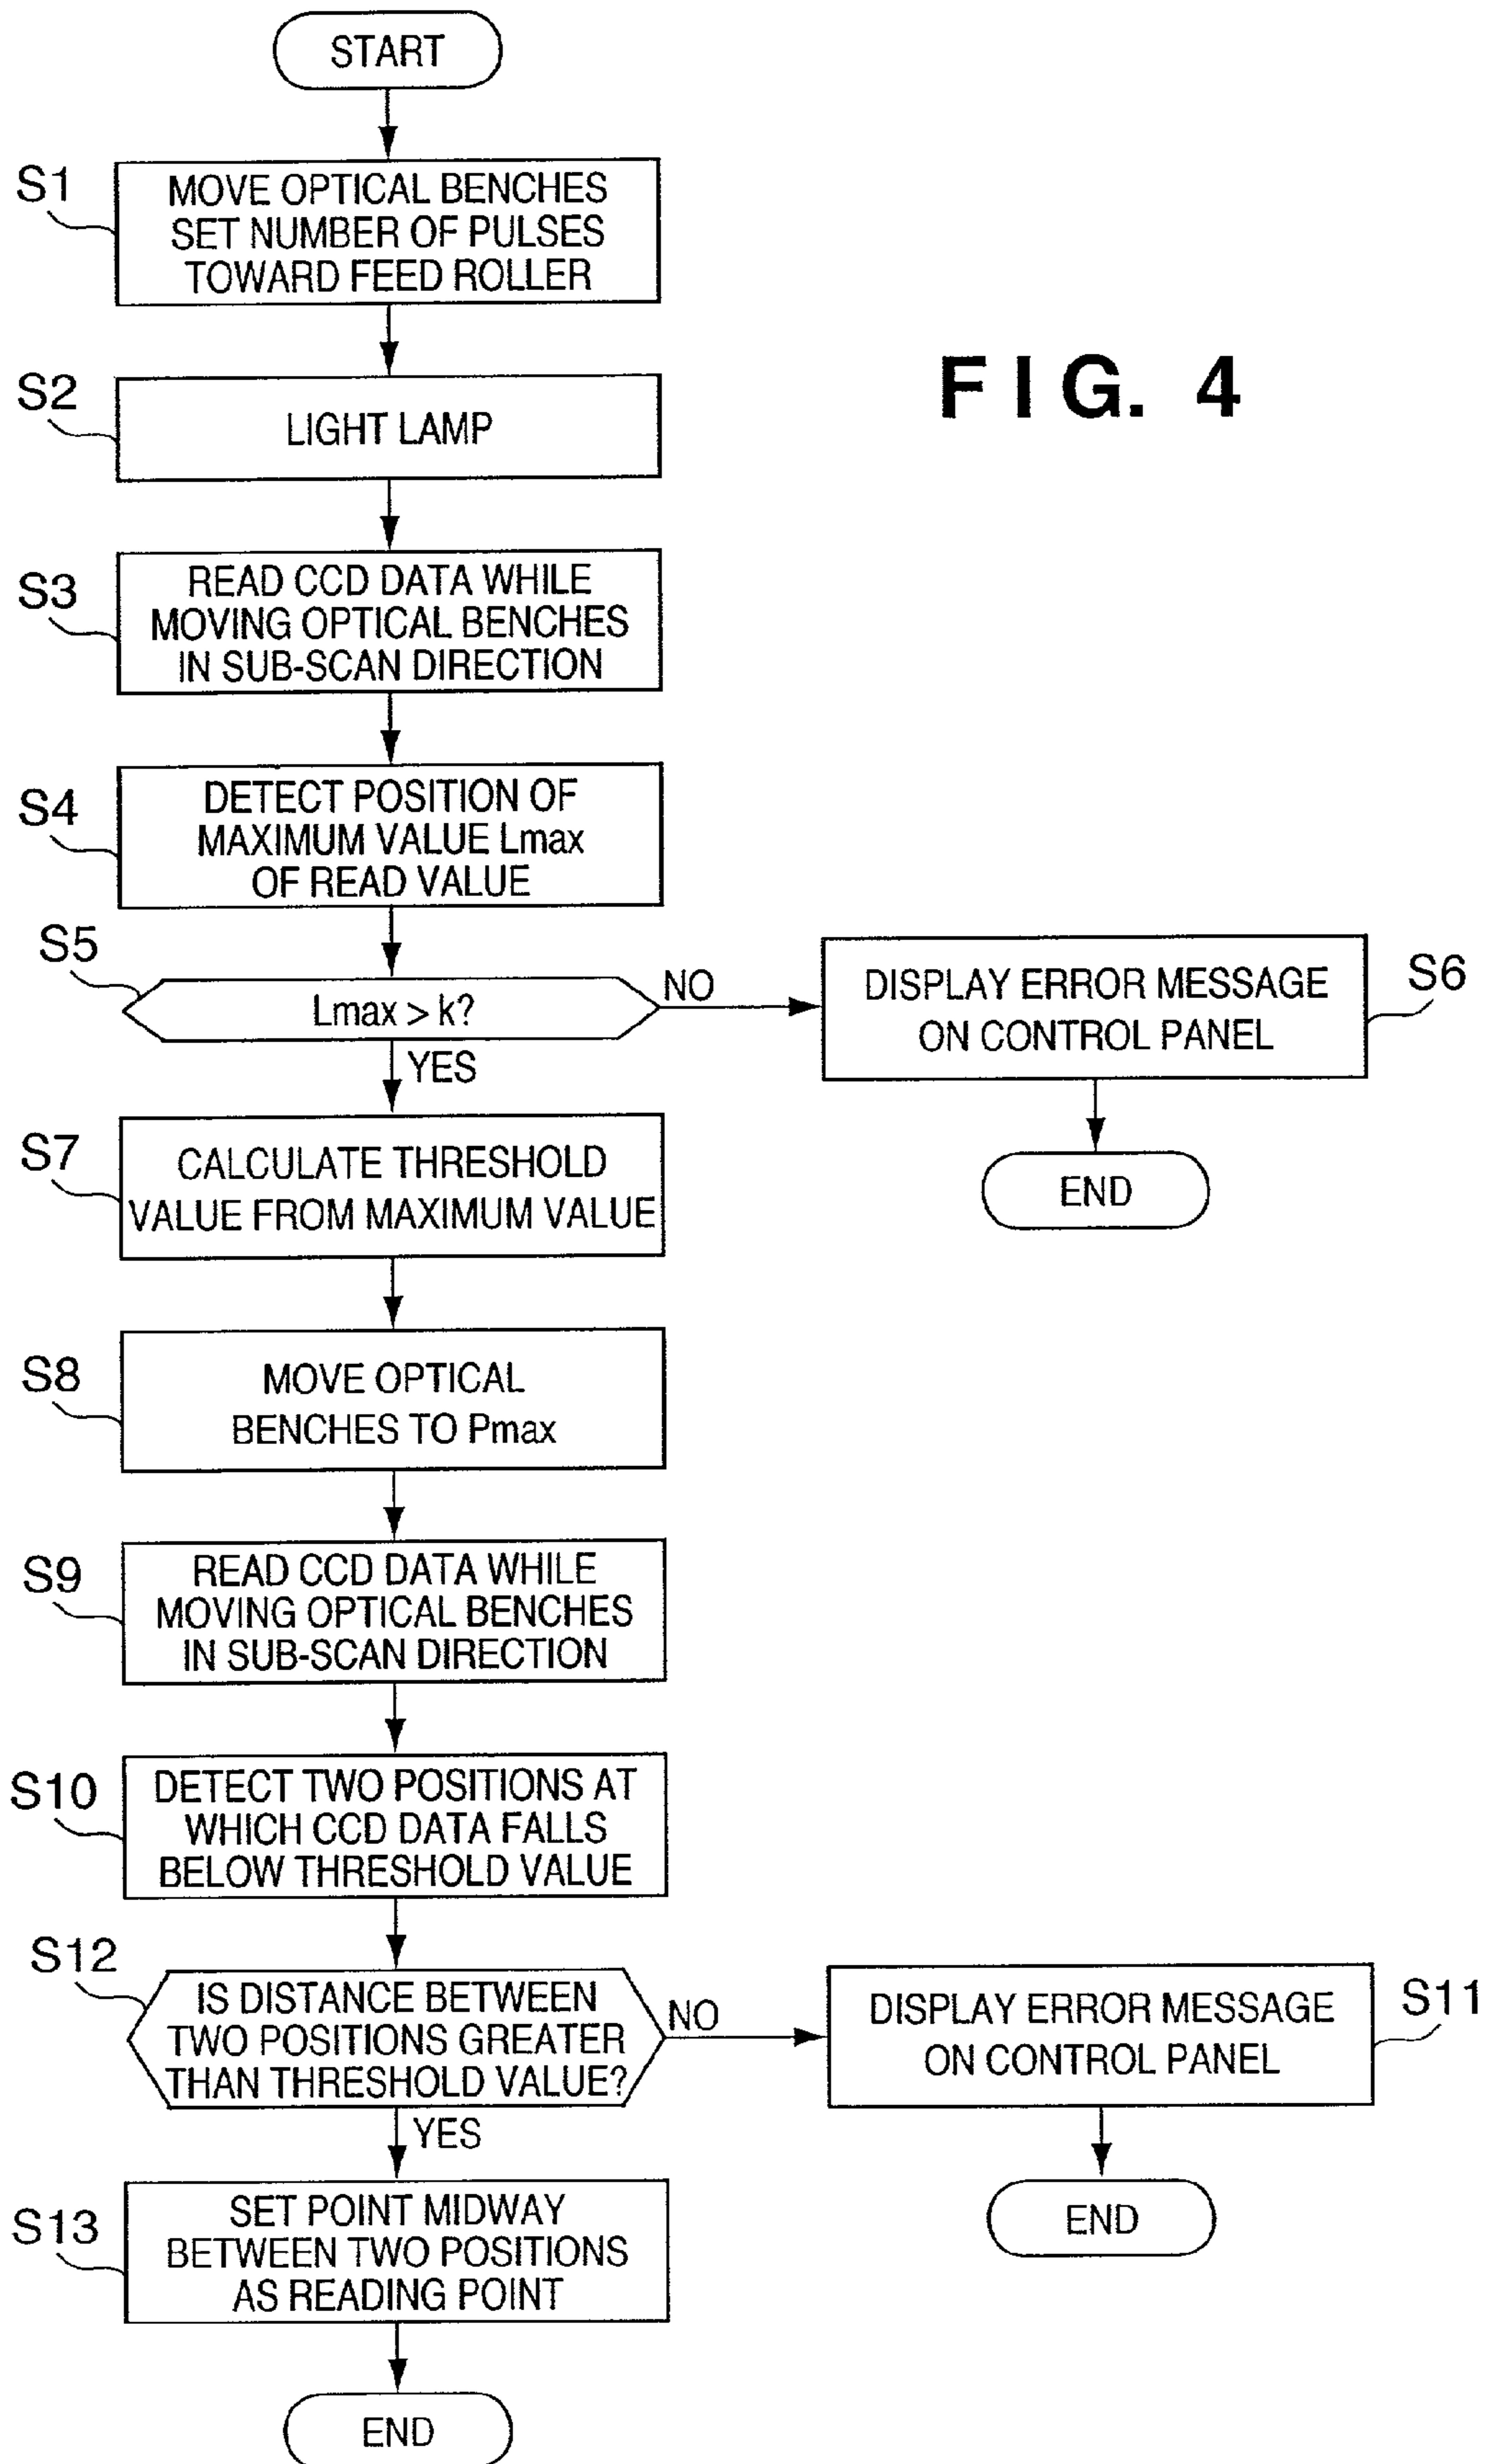 START
S1
MOVE OPTICAL BENCHES
SET NUMBER OF PULSES
TOWARD FEED ROLLER
FIG. 4
S2
LIGHT LAMP
S3
READ CCD DATA WHILE
MOVING OPTICAL BENCHES
IN SUB-SCAN DIRECTION
S4
DETECT POSITION OF
MAXIMUM VALUE Lmax
OF READ VALUE
S5
Lmax > k?
NO
YES
DISPLAY ERROR MESSAGE
ON CONTROL PANEL
S6
END
S7
CALCULATE THRESHOLD
VALUE FROM MAXIMUM VALUE
S8
MOVE OPTICAL
BENCHES TO Pmax
S9
READ CCD DATA WHILE
MOVING OPTICAL BENCHES
IN SUB-SCAN DIRECTION
S10
DETECT TWO POSITIONS AT
WHICH CCD DATA FALLS
BELOW THRESHOLD VALUE
S12
IS DISTANCE BETWEEN
TWO POSITIONS GREATER
THAN THRESHOLD VALUE?
NO
YES
DISPLAY ERROR MESSAGE
ON CONTROL PANEL
S11
END
S13
SET POINT MIDWAY
BETWEEN TWO POSITIONS
AS READING POINT
END